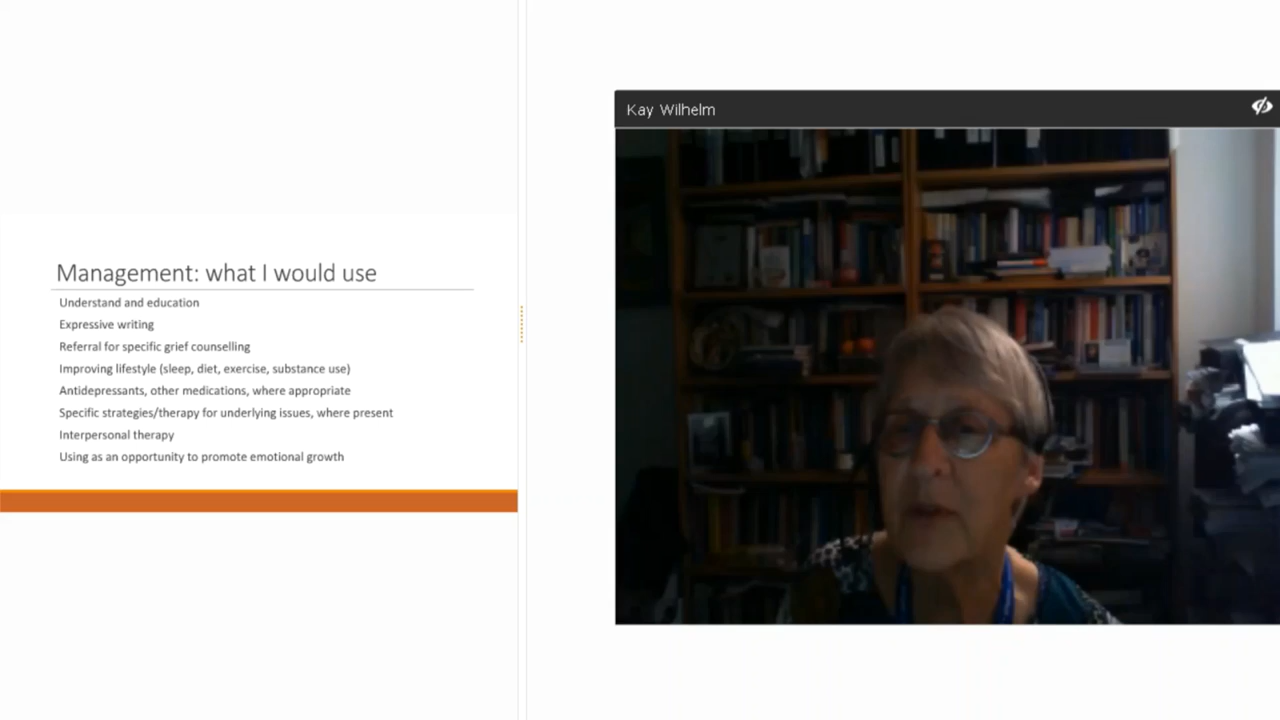 Management: what I would use
Understand and education
Expressive writing
Referral for specific grief counselling
Improving lifestyle (sleep, diet, exercise, substance use)
Antidepressants, other medications, where appropriate
Specific strategies/therapy for underlying issues, where present
Interpersonal therapy
Using as an opportunity to promote emotional growth
Kay Wilhelm